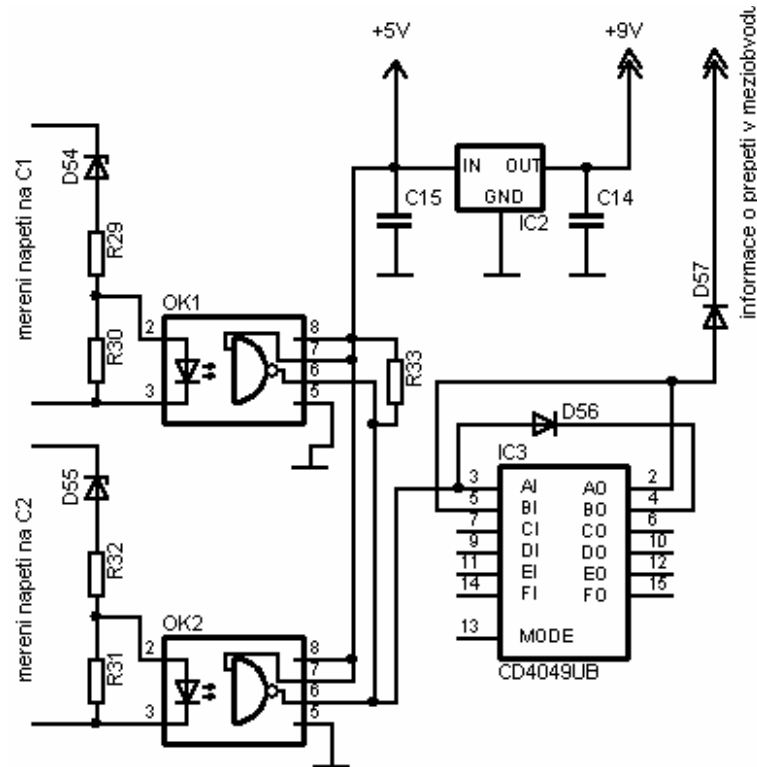 +5V
+9V
informace o prepeti v meziobvodu
mereni napeti na C1
D54
R29
R30
OK1
2
3
8
7
6
5
R33
IN OUT
GND
IC2
C15
C14
D57
D56
mereni napeti na C2
D55
R32
R31
OK2
2
3
8
7
6
5
IC3
3 AI AO 2
5 BI BO 4
7 CI CO 6
9 DI DO 10
11 EI EO 12
14 FI FO 15
13 MODE
CD4049UB